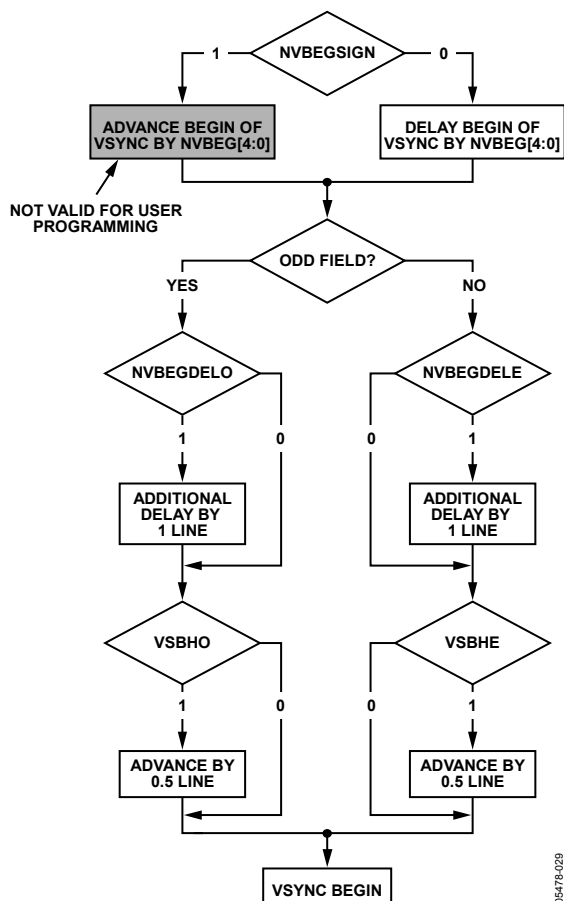 NVBEGSIGN
1
0
ADVANCE BEGIN OF
VSYNC BY NVBEG[4:0]
DELAY BEGIN OF
VSYNC BY NVBEG[4:0]
NOT VALID FOR USER
PROGRAMMING
ODD FIELD?
YES
NO
NVBEGDELO
NVBEGDELE
1
0
0
1
ADDITIONAL
DELAY BY
1 LINE
ADDITIONAL
DELAY BY
1 LINE
VSBHO
VSBHE
1
0
0
1
ADVANCE BY
0.5 LINE
ADVANCE BY
0.5 LINE
VSYNC BEGIN
05478-029